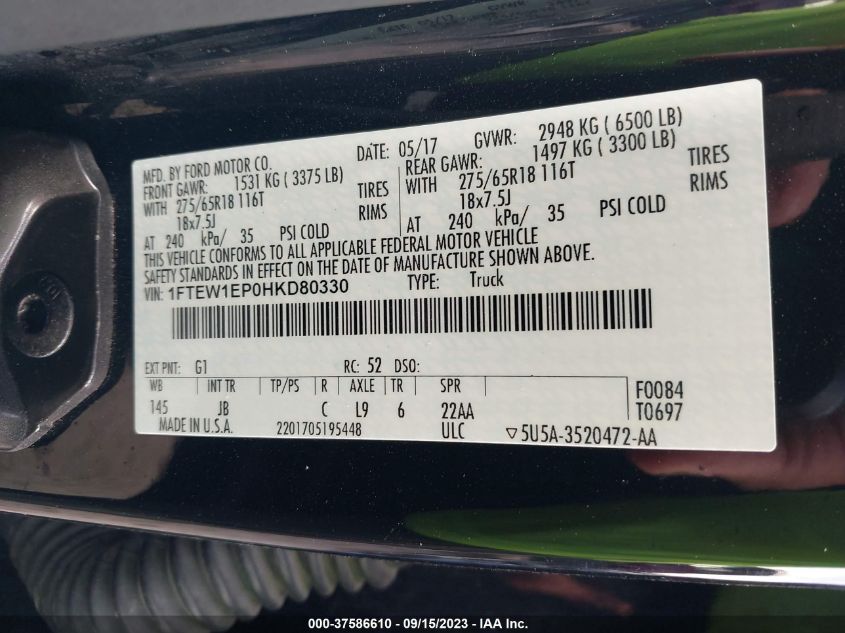 MFD. BY FORD MOTOR CO.
DATE: 05/17 GVWR: 2948 KG ( 6500 LB)
FRONT GAWR: 1531 KG ( 3375 LB)
REAR GAWR: 1497 KG ( 3300 LB)
WITH 275/65R18 116T TIRES
WITH 275/65R18 116T TIRES
18x7.5J RIMS
18x7.5J RIMS
AT 240 kPa/ 35 PSI COLD
AT 240 kPa/ 35 PSI COLD
THIS VEHICLE CONFORMS TO ALL APPLICABLE FEDERAL MOTOR VEHICLE
SAFETY STANDARDS IN EFFECT ON THE DATE OF MANUFACTURE SHOWN ABOVE.
VIN: 1FTEW1EP0HKD80330 TYPE: Truck
EXT PNT: G1 RC: 52 DSO:
WB INT TR TP/PS R AXLE TR SPR F0084
145 JB C L9 6 22AA T0697
MADE IN U.S.A. 2201705195448 ULC ▽5U5A-3520472-AA
000-37586610 - 09/15/2023 - IAA Inc.